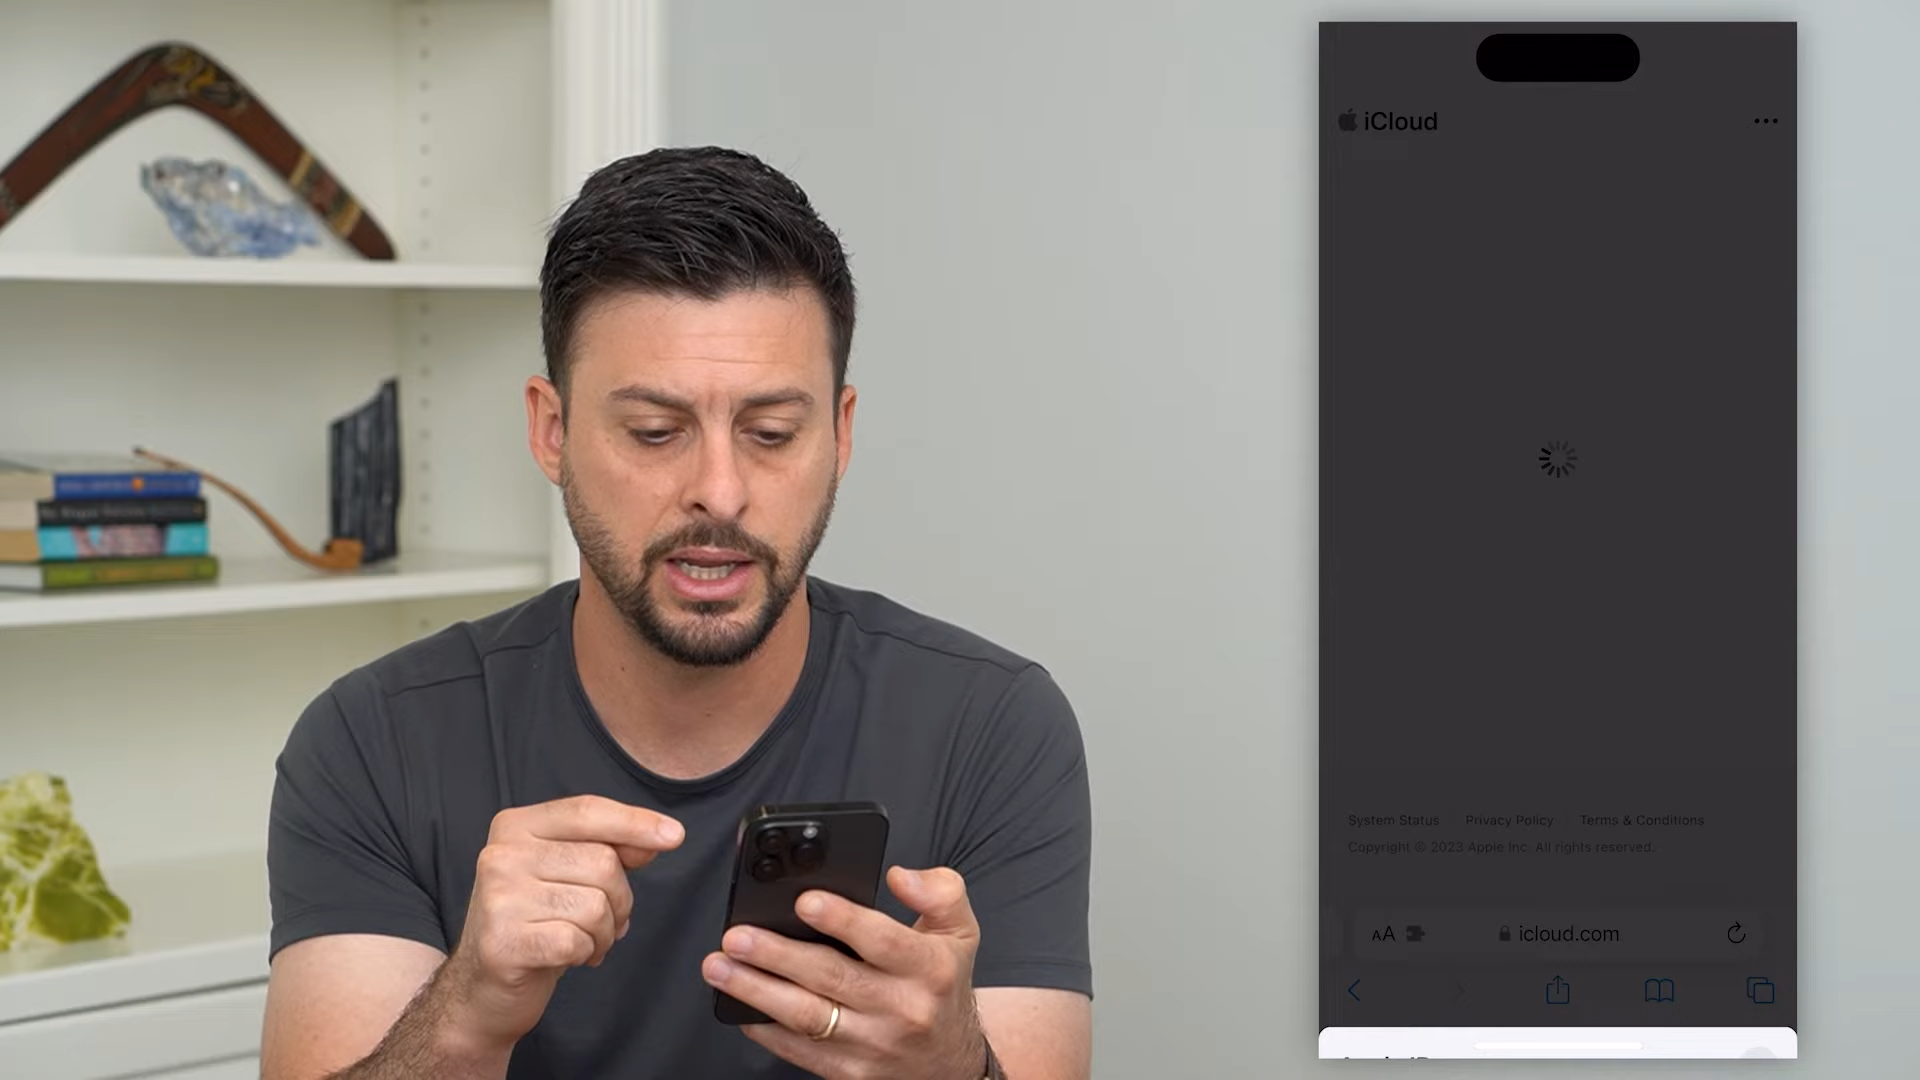 iCloud
System Status Privacy Policy Terms & Conditions
Copyright © 2023 Apple Inc. All rights reserved.
AA icloud.com